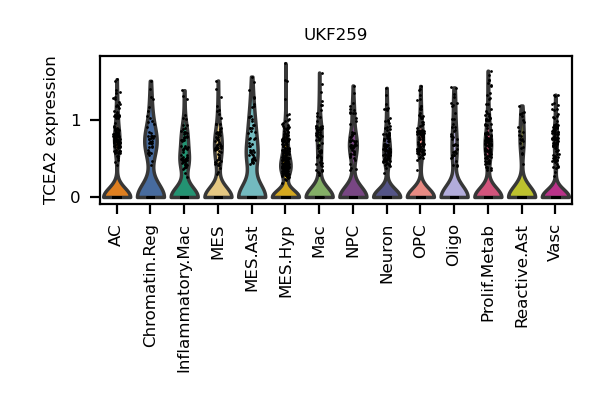 UKF259
TCEA2 expression
1
0
AC
Chromatin.Reg
Inflammatory.Mac
MES
MES.Ast
MES.Hyp
Mac
NPC
Neuron
OPC
Oligo
Prolif.Metab
Reactive.Ast
Vasc